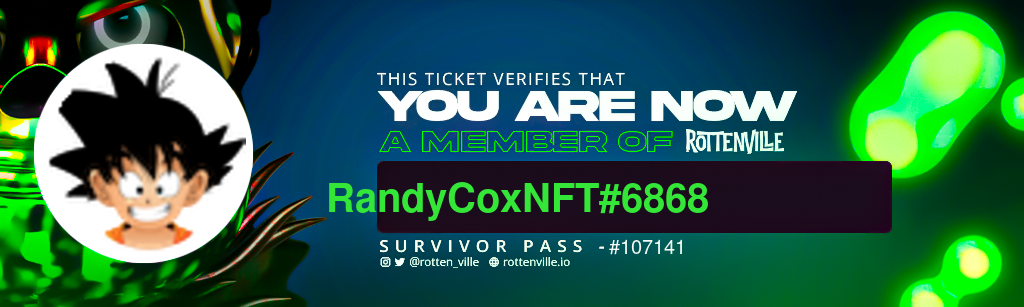 THIS TICKET VERIFIES THAT
YOU ARE NOW
A MEMBER OF ROTTENVILLE
RandyCoxNFT#6868
SURVIVOR PASS - #107141
@rotten_ville rottenville.io